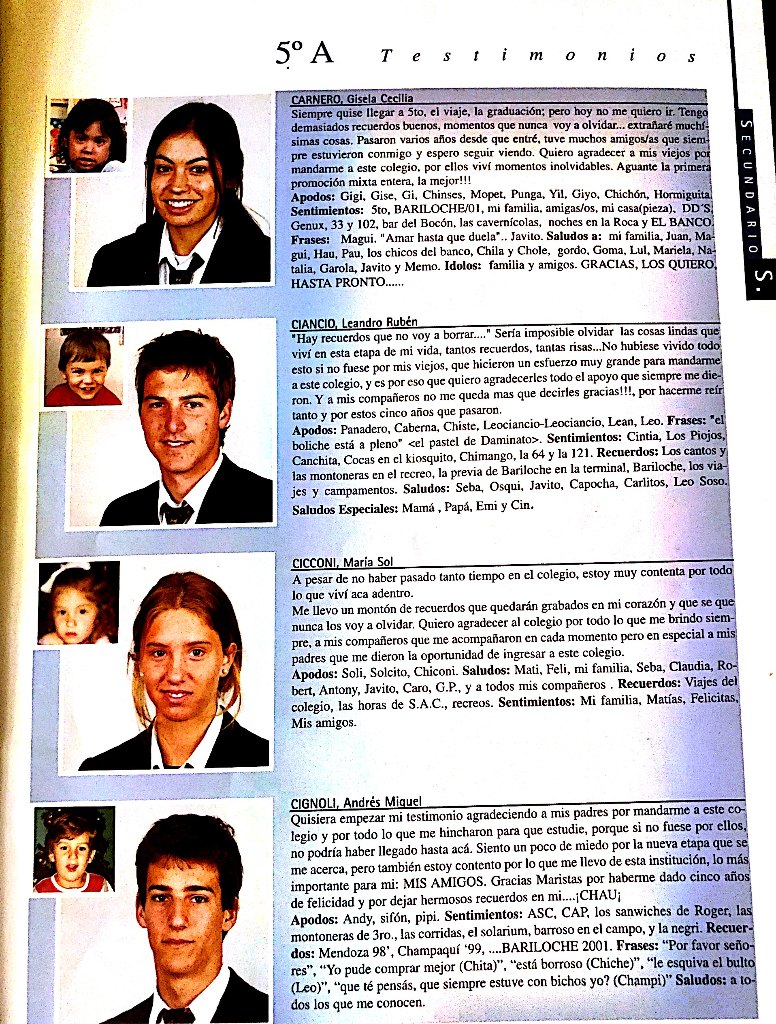 5º A Testimonios
SECUNDARIO S.
CARNERO, Gisela Cecilia
Siempre quise llegar a 5to, el viaje, la graduación; pero hoy no me quiero ir. Tengo
demasiados recuerdos buenos, momentos que nunca voy a olvidar... extrañaré muchí-
simas cosas. Pasaron varios años desde que entré, tuve muchos amigos/as que siem-
pre estuvieron conmigo y espero seguir viendo. Quiero agradecer a mis viejos por
mandarme a este colegio, por ellos viví momentos inolvidables. Aguante la primera
promoción mixta entera, la mejor!!!
Apodos: Gigi, Gise, Gi, Chinses, Mopet, Punga, Yil, Giyo, Chichón, Hormiguita.
Sentimientos: 5to, BARILOCHE/01, mi familia, amigas/os, mi casa(pieza), DD´S,
Genux, 33 y 102, bar del Bocón, las cavernícolas, noches en la Roca y EL BANCO.
Frases: Magui. "Amar hasta que duela".. Javito. Saludos a: mi familia, Juan, Ma-
gui, Hau, Pau, los chicos del banco, Chila y Chole, gordo, Goma, Lul, Mariela, Na-
talia, Garola, Javito y Memo. Idolos: familia y amigos. GRACIAS, LOS QUIERO,
HASTA PRONTO......
CIANCIO, Leandro Rubén
"Hay recuerdos que no voy a borrar...." Sería imposible olvidar las cosas lindas que
viví en esta etapa de mi vida, tantos recuerdos, tantas risas...No hubiese vivido todo
esto si no fuese por mis viejos, que hicieron un esfuerzo muy grande para mandarme
a este colegio, y es por eso que quiero agradecerles todo el apoyo que siempre me die-
ron. Y a mis compañeros no me queda mas que decirles gracias!!!, por hacerme reír
tanto y por estos cinco años que pasaron.
Apodos: Panadero, Caberna, Chiste, Leociancio-Leociancio, Lean, Leo. Frases: "el
boliche está a pleno" <el pastel de Daminato>. Sentimientos: Cintia, Los Piojos,
Canchita, Cocas en el kiosquito, Chimango, la 64 y la 121. Recuerdos: Los cantos y
las montoneras en el recreo, la previa de Bariloche en la terminal, Bariloche, los via-
jes y campamentos. Saludos: Seba, Osqui, Javito, Capocha, Carlitos, Leo Soso.
Saludos Especiales: Mamá , Papá, Emi y Cin.
CICCONI, María Sol
A pesar de no haber pasado tanto tiempo en el colegio, estoy muy contenta por todo
lo que viví aca adentro.
Me llevo un montón de recuerdos que quedarán grabados en mi corazón y que se que
nunca los voy a olvidar. Quiero agradecer al colegio por todo lo que me brindo siem-
pre, a mis compañeros que me acompañaron en cada momento pero en especial a mis
padres que me dieron la oportunidad de ingresar a este colegio.
Apodos: Soli, Solcito, Chiconi. Saludos: Mati, Feli, mi familia, Seba, Claudia, Ro-
bert, Antony, Javito, Caro, G.P., y a todos mis compañeros . Recuerdos: Viajes del
colegio, las horas de S.A.C., recreos. Sentimientos: Mi familia, Matías, Felicitas,
Mis amigos.
CIGNOLI, Andrés Miguel
Quisiera empezar mi testimonio agradeciendo a mis padres por mandarme a este co-
legio y por todo lo que me hincharon para que estudie, porque si no fuese por ellos,
no podría haber llegado hasta acá. Siento un poco de miedo por la nueva etapa que se
me acerca, pero también estoy contento por lo que me llevo de esta institución, lo más
importante para mi: MIS AMIGOS. Gracias Maristas por haberme dado cinco años
de felicidad y por dejar hermosos recuerdos en mi....¡CHAU¡
Apodos: Andy, sifón, pipi. Sentimientos: ASC, CAP, los sanwiches de Roger, las
montoneras de 3ro., las corridas, el solarium, barroso en el campo, y la negri. Recuer-
dos: Mendoza 98', Champaquí '99, ....BARILOCHE 2001. Frases: “Por favor seño-
res”, “Yo pude comprar mejor (Chita)”, “está borroso (Chiche)”, “le esquiva el bulto
(Leo)”, “que té pensás, que siempre estuve con bichos yo? (Champi)” Saludos: a to-
dos los que me conocen.